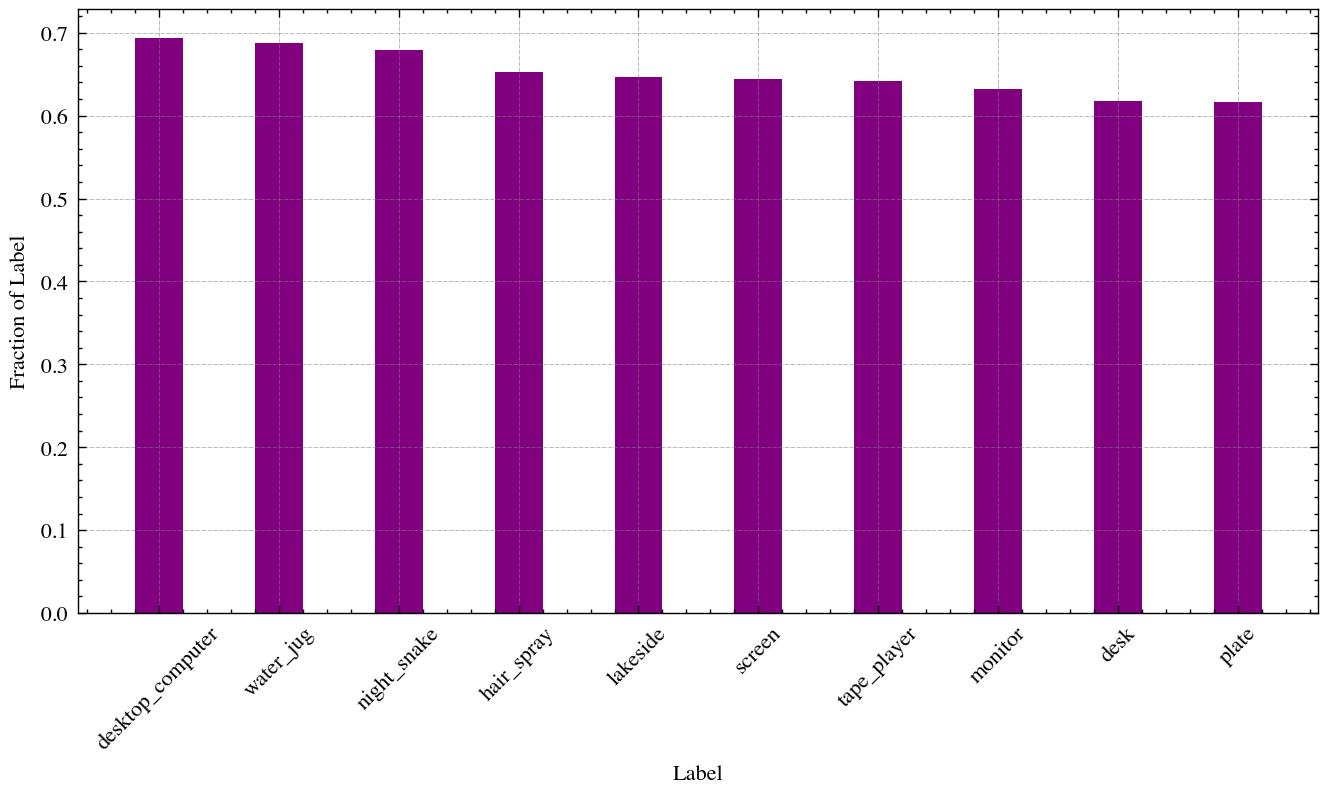 0.7
0.6
0.5
0.4
0.3
0.2
0.1
0.0
Fraction of Label
desktop_computer
water_jug
night_snake
hair_spray
lakeside
screen
tape_player
monitor
desk
plate
Label